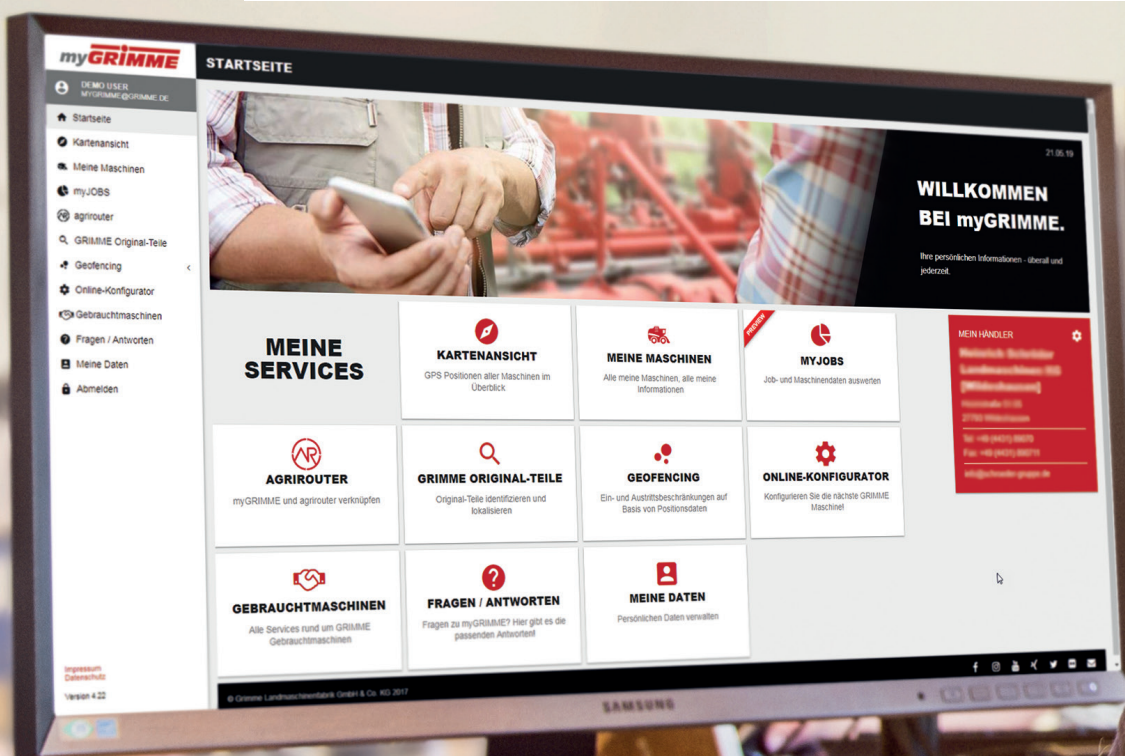 myGRIMME
STARTSEITE
DEMO USER
MYGRIMME@GRIMME.DE
Startseite
Kartenansicht
Meine Maschinen
myJOBS
agrirouter
GRIMME Original-Teile
Geofencing
Online-Konfigurator
Gebrauchtmaschinen
Fragen / Antworten
Meine Daten
Abmelden
Impressum
Datenschutz
Version 4.22
21.05.19
WILLKOMMEN
BEI myGRIMME.
Ihre persönlichen Informationen - überall und
jederzeit.
MEINE
SERVICES
KARTENANSICHT
GPS Positionen aller Maschinen im
Überblick
MEINE MASCHINEN
Alle meine Maschinen, alle meine
Informationen
PREVIEW
MYJOBS
Job- und Maschinendaten auswerten
MEIN HÄNDLER
AR
AGRIROUTER
myGRIMME und agrirouter verknüpfen
GRIMME ORIGINAL-TEILE
Original-Teile identifizieren und
lokalisieren
GEOFENCING
Ein- und Austrittsbeschränkungen auf
Basis von Positionsdaten
ONLINE-KONFIGURATOR
Konfigurieren Sie die nächste GRIMME
Maschine!
GEBRAUCHTMASCHINEN
Alle Services rund um GRIMME
Gebrauchtmaschinen
FRAGEN / ANTWORTEN
Fragen zu myGRIMME? Hier gibt es die
passenden Antworten!
MEINE DATEN
Persönlichen Daten verwalten
© Grimme Landmaschinenfabrik GmbH & Co. KG 2017
SAMSUNG